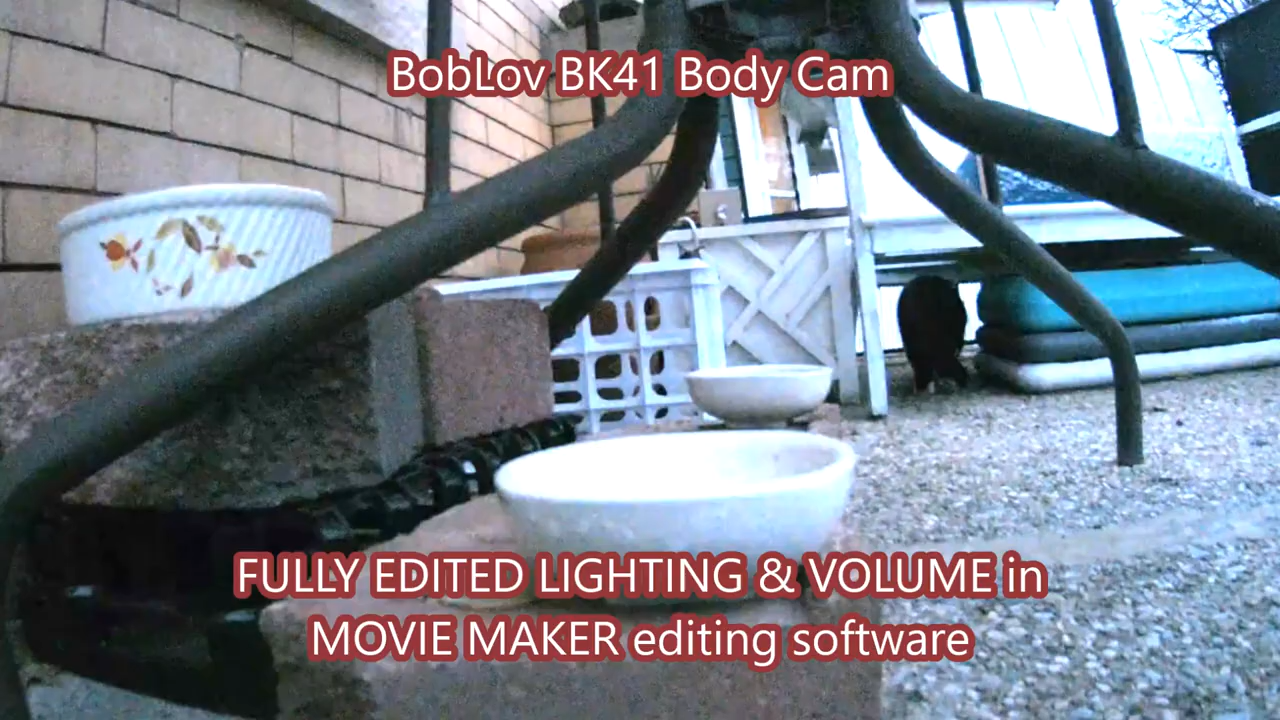 BobLov BK41 Body Cam
FULLY EDITED LIGHTING & VOLUME in
MOVIE MAKER editing software